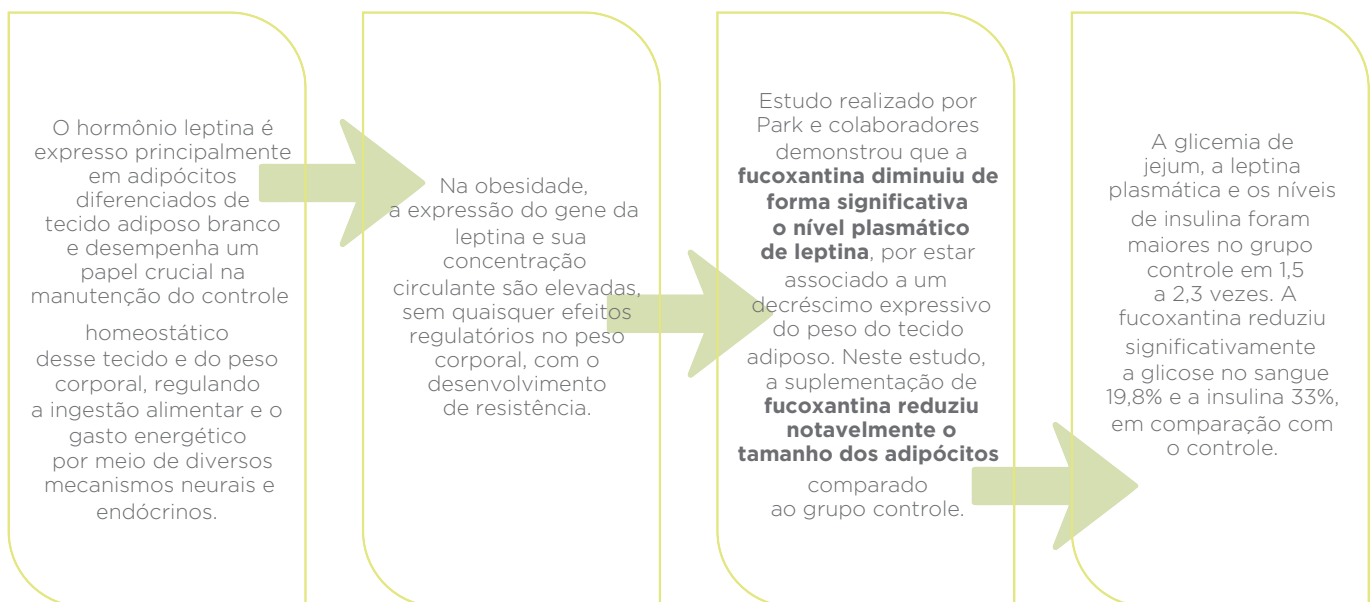 O hormônio leptina é
expresso principalmente
em adipócitos
diferenciados de
tecido adiposo branco
e desempenha um
papel crucial na
manutenção do controle
homeostático
desse tecido e do peso
corporal, regulando
a ingestão alimentar e o
gasto energético
por meio de diversos
mecanismos neurais e
endócrinos.
Na obesidade,
a expressão do gene da
leptina e sua
concentração
circulante são elevadas,
sem quaisquer efeitos
regulatórios no peso
corporal, com o
desenvolvimento
de resistência.
Estudo realizado por
Park e colaboradores
demonstrou que a
fucoxantina diminuiu de
forma significativa
o nível plasmático
de leptina, por estar
associado a um
decréscimo expressivo
do peso do tecido
adiposo. Neste estudo,
a suplementação de
fucoxantina reduziu
notavelmente o
tamanho dos adipócitos
comparado
ao grupo controle.
A glicemia de
jejum, a leptina
plasmática e os níveis
de insulina foram
maiores no grupo
controle em 1,5
a 2,3 vezes. A
fucoxantina reduziu
significativamente
a glicose no sangue
19,8% e a insulina 33%,
em comparação com
o controle.